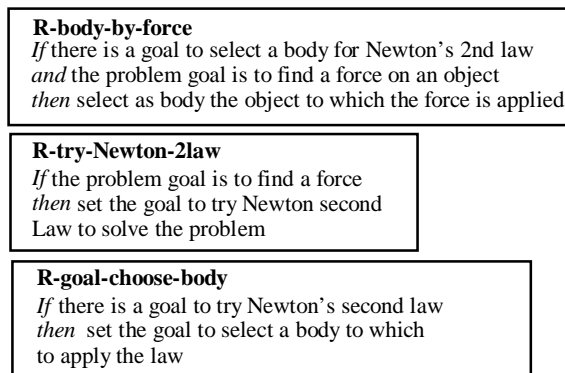 R-body-by-force
If there is a goal to select a body for Newton's 2nd law
and the problem goal is to find a force on an object
then select as body the object to which the force is applied
R-try-Newton-2law
If the problem goal is to find a force
then set the goal to try Newton second
Law to solve the problem
R-goal-choose-body
If there is a goal to try Newton's second law
then set the goal to select a body to which
to apply the law